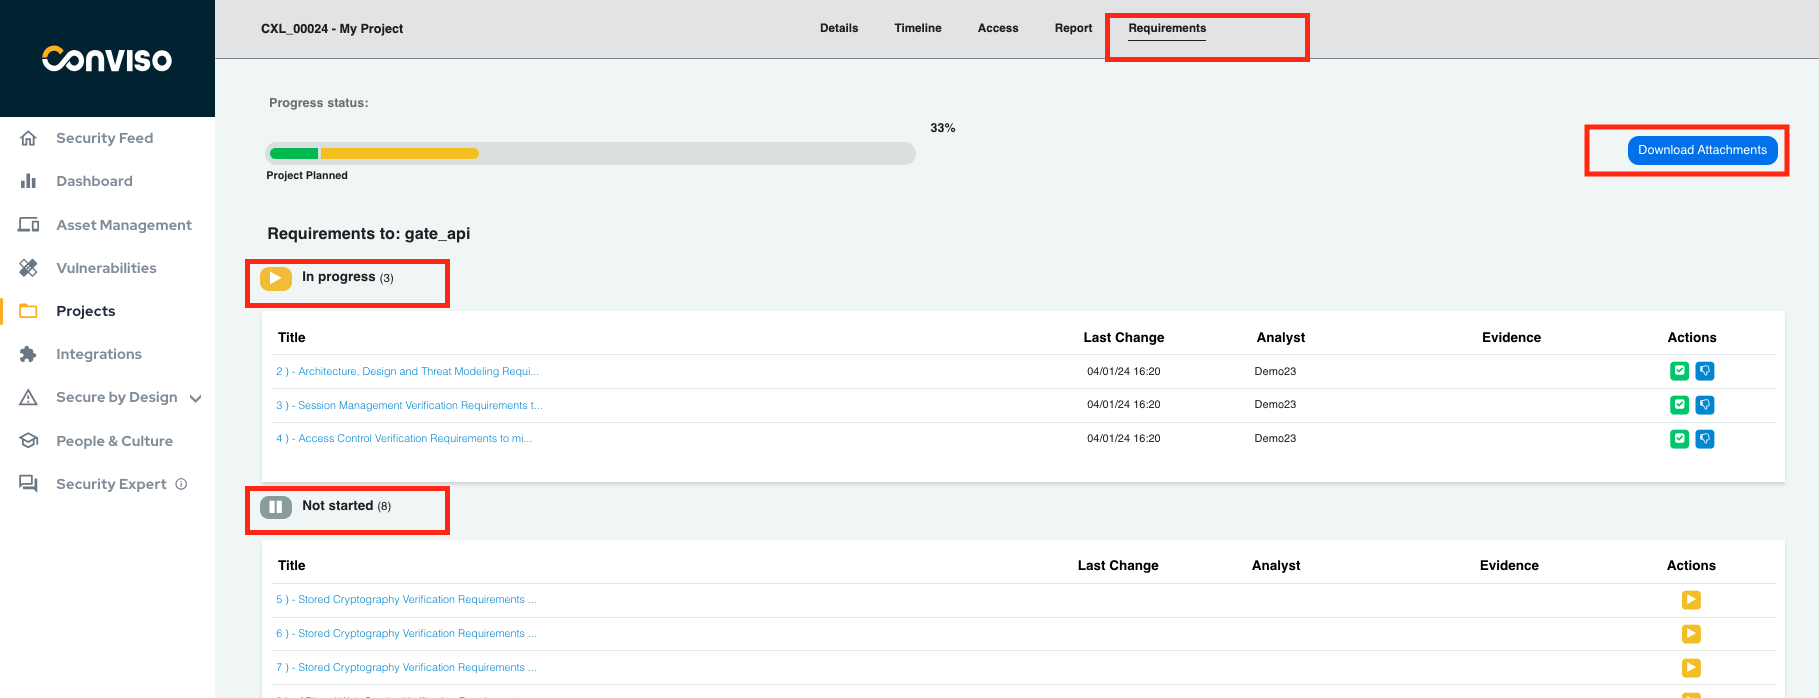 CXL_00024 - My Project
Details
Timeline
Access
Report
Requirements
Conviso
Security Feed
Dashboard
Asset Management
Vulnerabilities
Projects
Integrations
Secure by Design
People & Culture
Security Expert
Progress status:
33%
Project Planned
Download Attachments
Requirements to: gate_api
In progress (3)
Title Last Change Analyst Evidence Actions
2 ) - Architecture, Design and Threat Modeling Requi... 04/01/24 16:20 Demo23
3 ) - Session Management Verification Requirements t... 04/01/24 16:20 Demo23
4 ) - Access Control Verification Requirements to mi... 04/01/24 16:20 Demo23
Not started (8)
Title Last Change Analyst Evidence Actions
5 ) - Stored Cryptography Verification Requirements ...
6 ) - Stored Cryptography Verification Requirements ...
7 ) - Stored Cryptography Verification Requirements ...